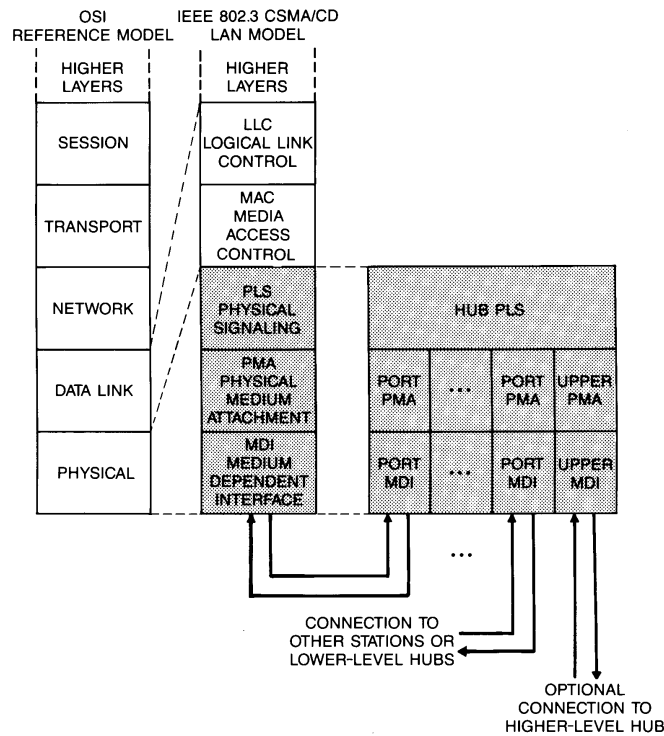 OSI
REFERENCE MODEL
IEEE 802.3 CSMA/CD
LAN MODEL
HIGHER
LAYERS
SESSION
TRANSPORT
NETWORK
DATA LINK
PHYSICAL
HIGHER
LAYERS
LLC
LOGICAL LINK
CONTROL
MAC
MEDIA
ACCESS
CONTROL
PLS
PHYSICAL
SIGNALING
PMA
PHYSICAL
MEDIUM
ATTACHMENT
MDI
MEDIUM
DEPENDENT
INTERFACE
HUB PLS
PORT
PMA
...
PORT
PMA
UPPER
PMA
PORT
MDI
...
PORT
MDI
UPPER
MDI
...
CONNECTION TO
OTHER STATIONS OR
LOWER-LEVEL HUBS
OPTIONAL
CONNECTION TO
HIGHER-LEVEL HUB